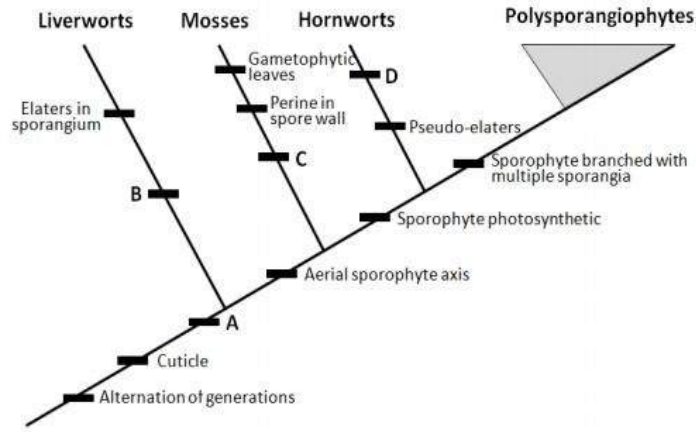 Liverworts
Mosses
Hornworts
Polysporangiophytes
Gametophytic
leaves
D
Elaters in
sporangium
Perine in
spore wall
Pseudo-elaters
C
Sporophyte branched with
multiple sporangia
B
Sporophyte photosynthetic
Aerial sporophyte axis
A
Cuticle
Alternation of generations